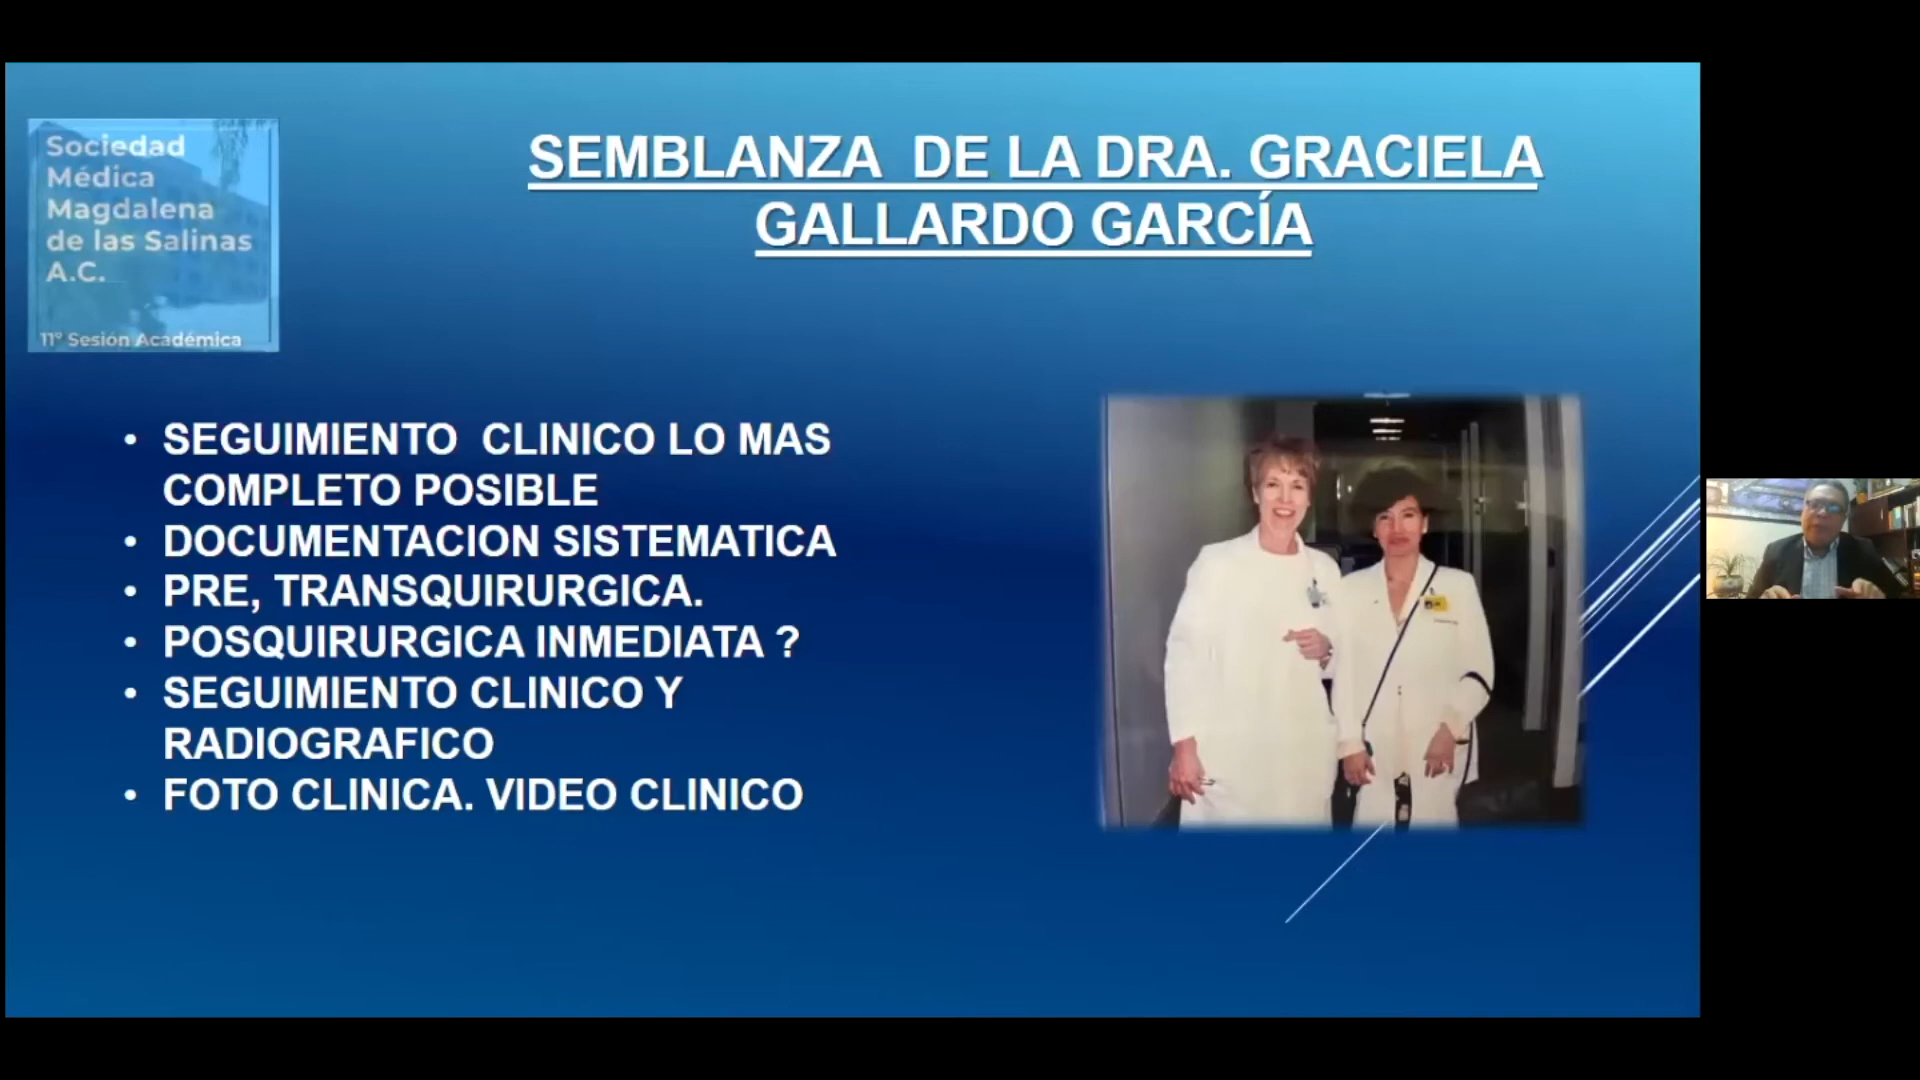 Sociedad
Médica
Magdalena
de las Salinas
A.C.
11° Sesión Académica
SEMBLANZA DE LA DRA. GRACIELA
GALLARDO GARCÍA
• SEGUIMIENTO CLINICO LO MAS
COMPLETO POSIBLE
• DOCUMENTACION SISTEMATICA
• PRE, TRANSQUIRURGICA.
• POSQUIRURGICA INMEDIATA ?
• SEGUIMIENTO CLINICO Y
RADIOGRAFICO
• FOTO CLINICA. VIDEO CLINICO